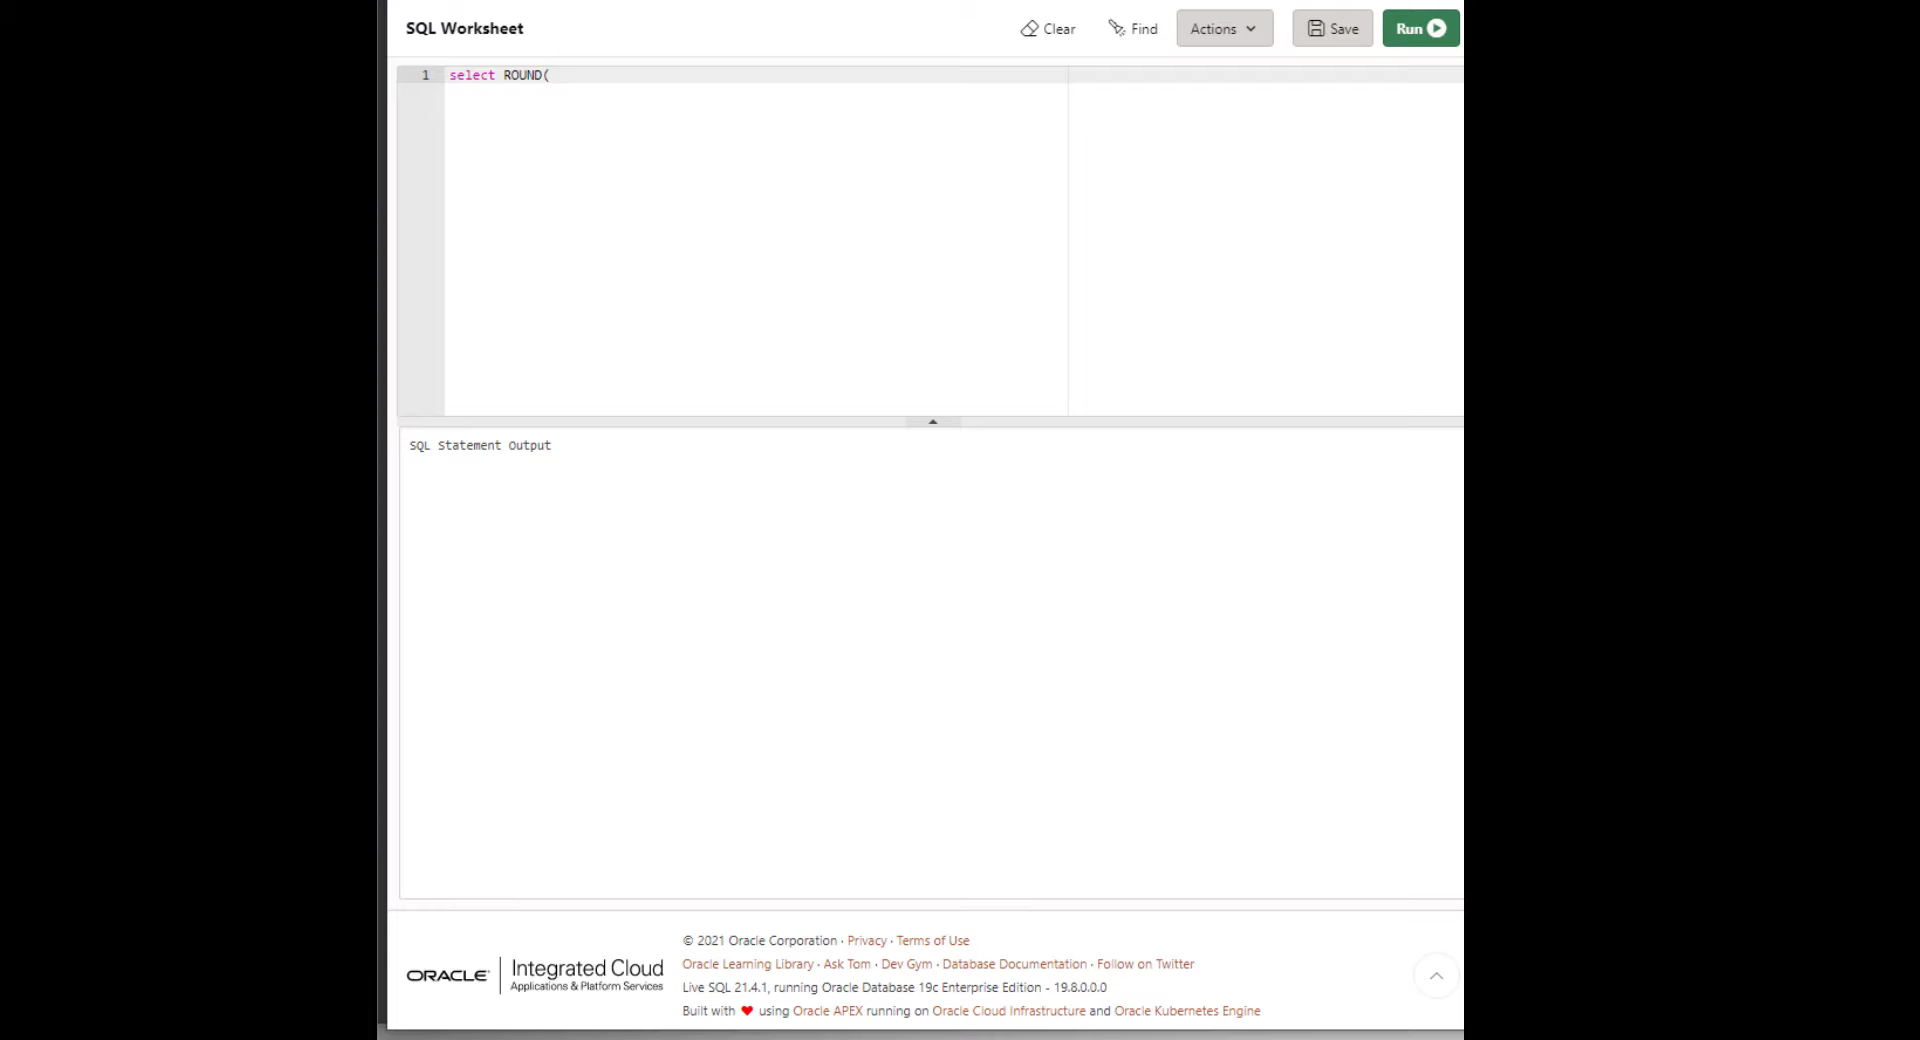 SQL Worksheet
Clear
Find
Actions
Save
Run
1 select ROUND(
SQL Statement Output
ORACLE
Integrated Cloud
Applications & Platform Services
© 2021 Oracle Corporation · Privacy · Terms of Use
Oracle Learning Library · Ask Tom · Dev Gym · Database Documentation · Follow on Twitter
Live SQL 21.4.1, running Oracle Database 19c Enterprise Edition - 19.8.0.0.0
Built with ♥ using Oracle APEX running on Oracle Cloud Infrastructure and Oracle Kubernetes Engine